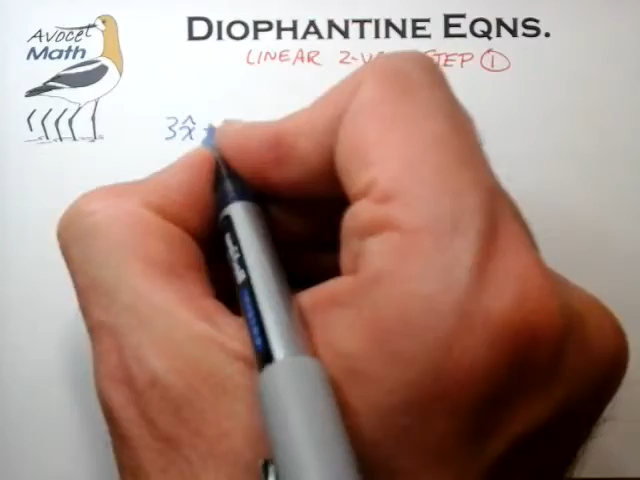 Avocet
Math
DIOPHANTINE EQNS.
LINEAR 2-V STEP 1
3x̂ +